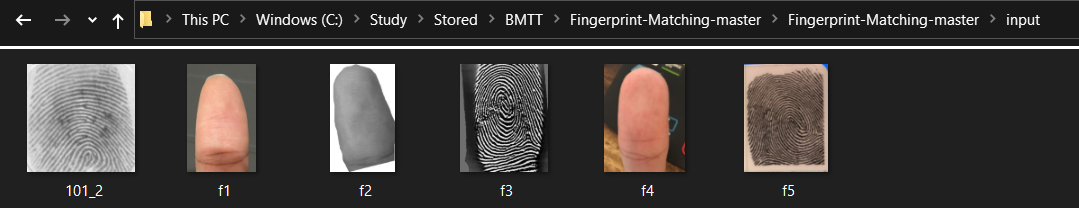 This PC > Windows (C:) > Study > Stored > BMTT > Fingerprint-Matching-master > Fingerprint-Matching-master > input
101_2 f1 f2 f3 f4 f5